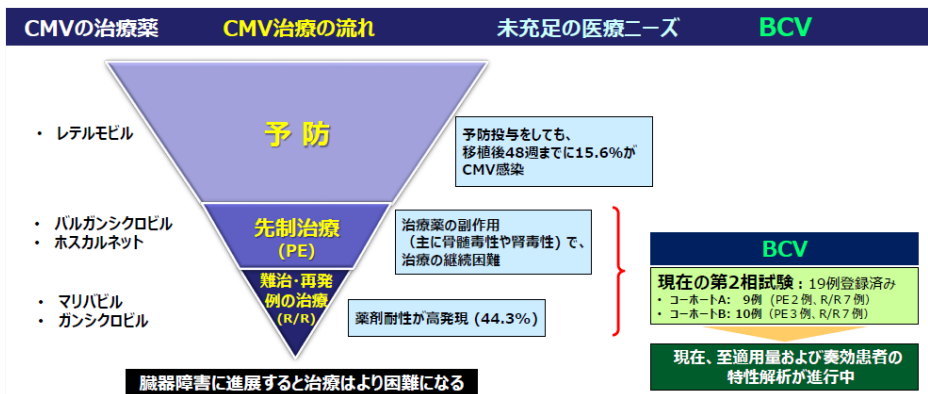 CMVの治療薬 CMV治療の流れ 未充足の医療ニーズ BCV
予防
・ レテルモビル
予防投与をしても、
移植後48週までに15.6%が
CMV感染
・ バルガンシクロビル
・ ホスカルネット
先制治療
(PE)
治療薬の副作用
(主に骨髄毒性や腎毒性) で、
治療の継続困難
・ マリバビル
・ ガンシクロビル
難治・再発
例の治療
(R/R)
薬剤耐性が高発現 (44.3%)
臓器障害に進展すると治療はより困難になる
BCV
現在の第2相試験：19例登録済み
・ コーホートA: 9例 (PE２例、R/R７例)
・ コーホートB: 10例 (PE３例、R/R７例)
現在、至適用量および奏効患者の
特性解析が進行中